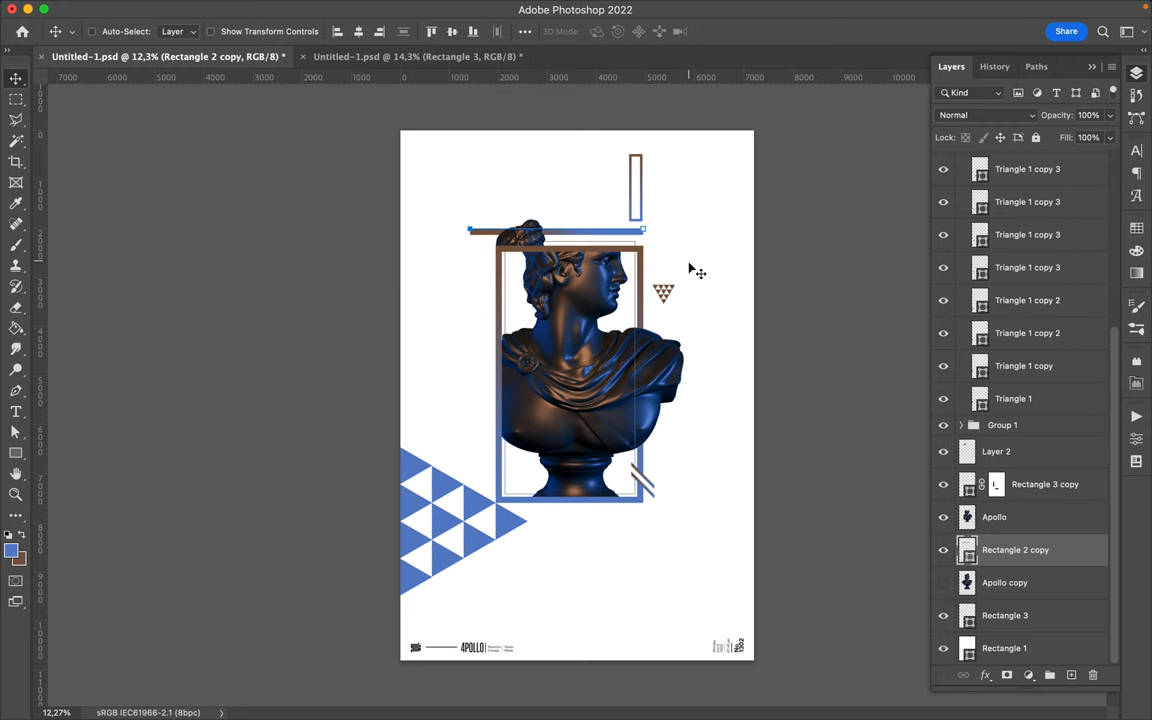 Adobe Photoshop 2022
Auto-Select: Layer Show Transform Controls 3D Mode: Share
Untitled-1.psd @ 12,3% (Rectangle 2 copy, RGB/8) * Untitled-1.psd @ 14,3% (Rectangle 3, RGB/8) *
7000 6000 5000 4000 3000 2000 1000 0 1000 2000 3000 4000 5000 6000 7000 8000 9000 10000
Layers History Paths
Kind
Normal Opacity: 100%
Lock: Fill: 100%
Triangle 1 copy 3
Triangle 1 copy 3
Triangle 1 copy 3
Triangle 1 copy 3
Triangle 1 copy 2
Triangle 1 copy 2
Triangle 1 copy
Triangle 1
Group 1
Layer 2
Rectangle 3 copy
Apollo
Rectangle 2 copy
Apollo copy
Rectangle 3
Rectangle 1
4POLLO
fx
12,27% sRGB IEC61966-2.1 (8bpc)